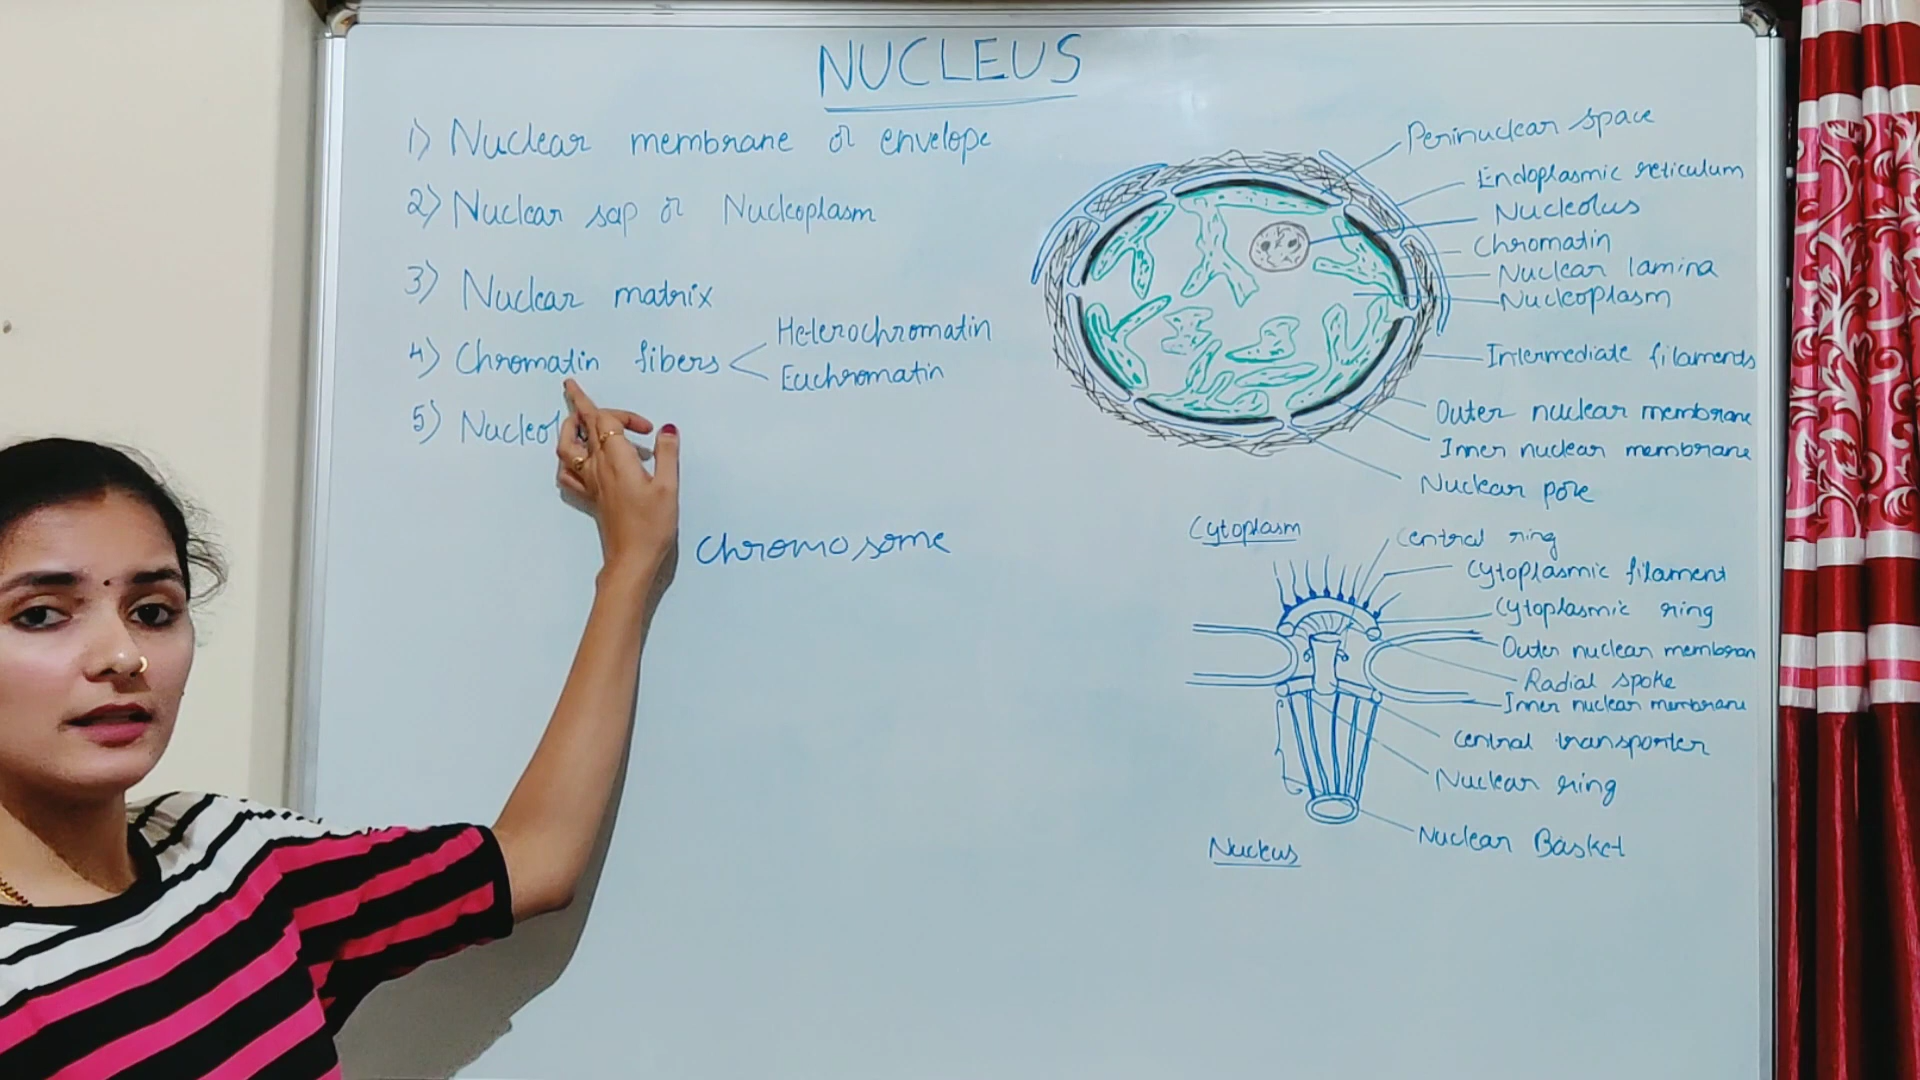 NUCLEUS
1) Nuclear membrane or envelope
2) Nuclear sap or Nucleoplasm
3) Nuclear matrix
4) Chromatin fibers
Heterochromatin
Euchromatin
5) Nucleol
Chromosome
Perinuclear space
Endoplasmic reticulum
Nucleolus
Chromatin
Nuclear lamina
Nucleoplasm
Intermediate filaments
Outer nuclear membrane
Inner nuclear membrane
Nuclear pore
Cytoplasm
Central ring
Cytoplasmic filament
Cytoplasmic ring
Outer nuclear membran
Radial spoke
Inner nuclear membrane
Central transporter
Nuclear ring
Nuclear Basket
Nucleus